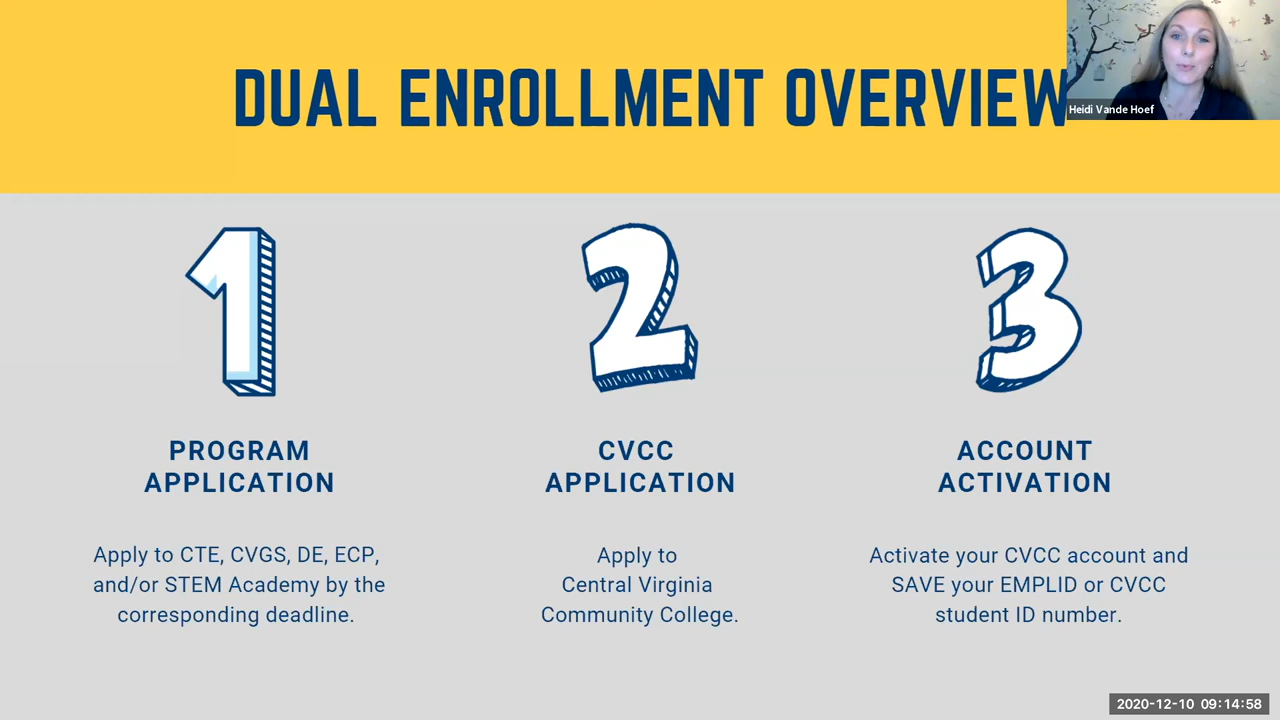 DUAL ENROLLMENT OVERVIEW
Heidi Vande Hoef
1
2
3
PROGRAM
APPLICATION
Apply to CTE, CVGS, DE, ECP,
and/or STEM Academy by the
corresponding deadline.
CVCC
APPLICATION
Apply to
Central Virginia
Community College.
ACCOUNT
ACTIVATION
Activate your CVCC account and
SAVE your EMPLID or CVCC
student ID number.
2020-12-10 09:14:58